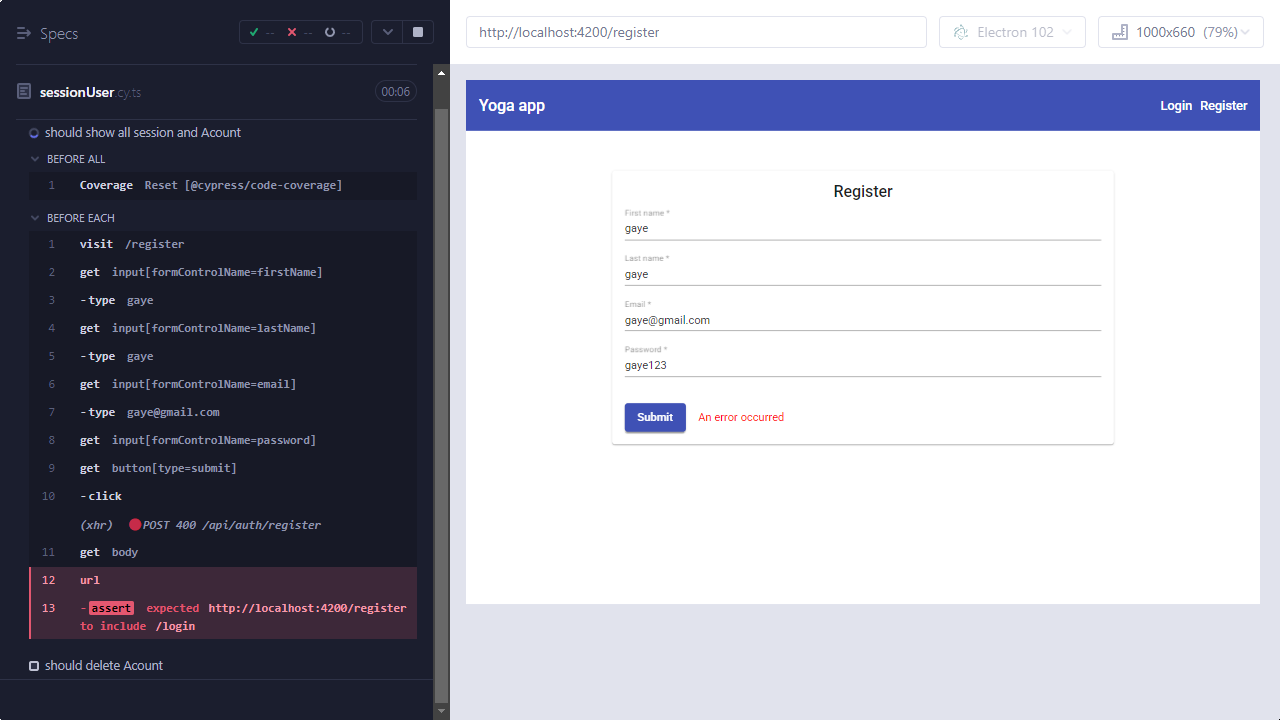 Specs
-- -- --
sessionUser.cy.ts
00:06
should show all session and Acount
BEFORE ALL
1 Coverage Reset [@cypress/code-coverage]
BEFORE EACH
1 visit /register
2 get input[formControlName=firstName]
3 -type gaye
4 get input[formControlName=lastName]
5 -type gaye
6 get input[formControlName=email]
7 -type gaye@gmail.com
8 get input[formControlName=password]
9 get button[type=submit]
10 -click
(xhr) POST 400 /api/auth/register
11 get body
12 url
13 -assert expected http://localhost:4200/register
to include /login
should delete Acount
http://localhost:4200/register
Electron 102
1000x660 (79%)
Yoga app
Login Register
Register
First name *
gaye
Last name *
gaye
Email *
gaye@gmail.com
Password *
gaye123
Submit An error occurred